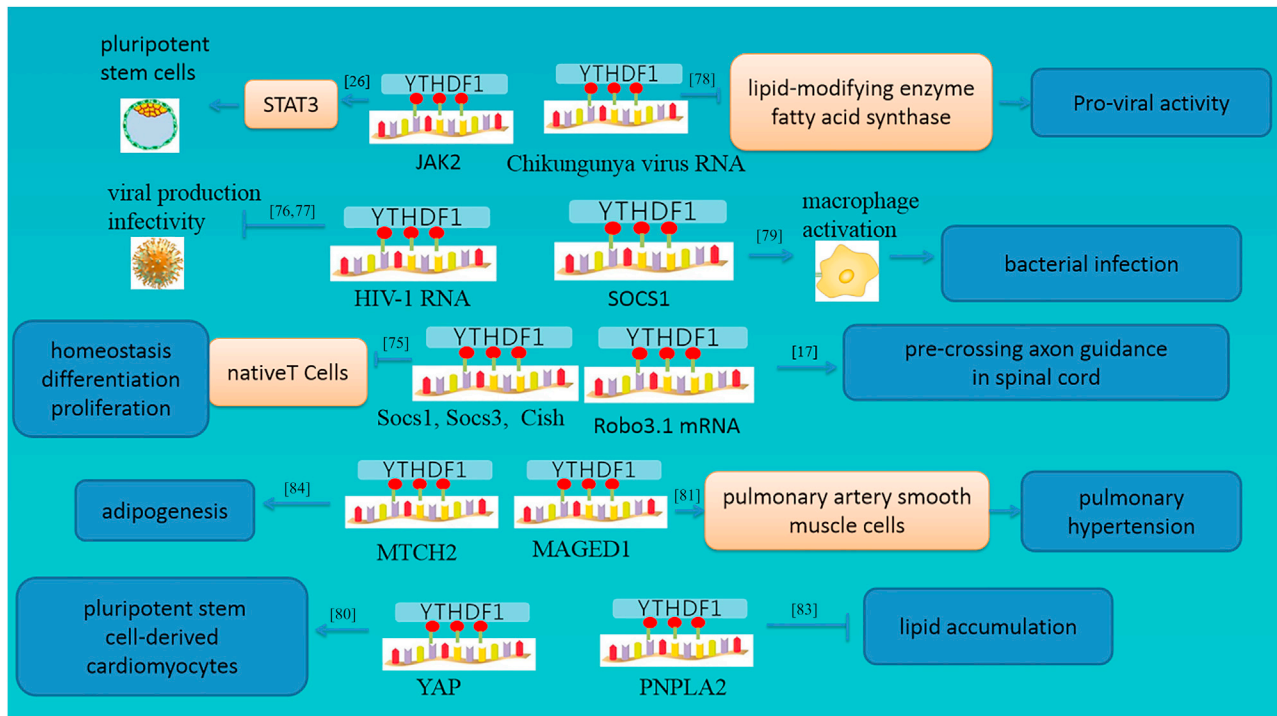 pluripotent
stem cells
STAT3
[26]
YTHDF1
JAK2
YTHDF1
Chikungunya virus RNA
[78]
lipid-modifying enzyme
fatty acid synthase
Pro-viral activity
viral production
infectivity
[76,77]
YTHDF1
HIV-1 RNA
YTHDF1
SOCS1
[79]
macrophage
activation
bacterial infection
homeostasis
differentiation
proliferation
nativeT Cells
[75]
YTHDF1
Socs1, Socs3, Cish
YTHDF1
Robo3.1 mRNA
[17]
pre-crossing axon guidance
in spinal cord
adipogenesis
[84]
YTHDF1
MTCH2
YTHDF1
MAGED1
[81]
pulmonary artery smooth
muscle cells
pulmonary
hypertension
pluripotent stem
cell-derived
cardiomyocytes
[80]
YTHDF1
YAP
YTHDF1
PNPLA2
[83]
lipid accumulation